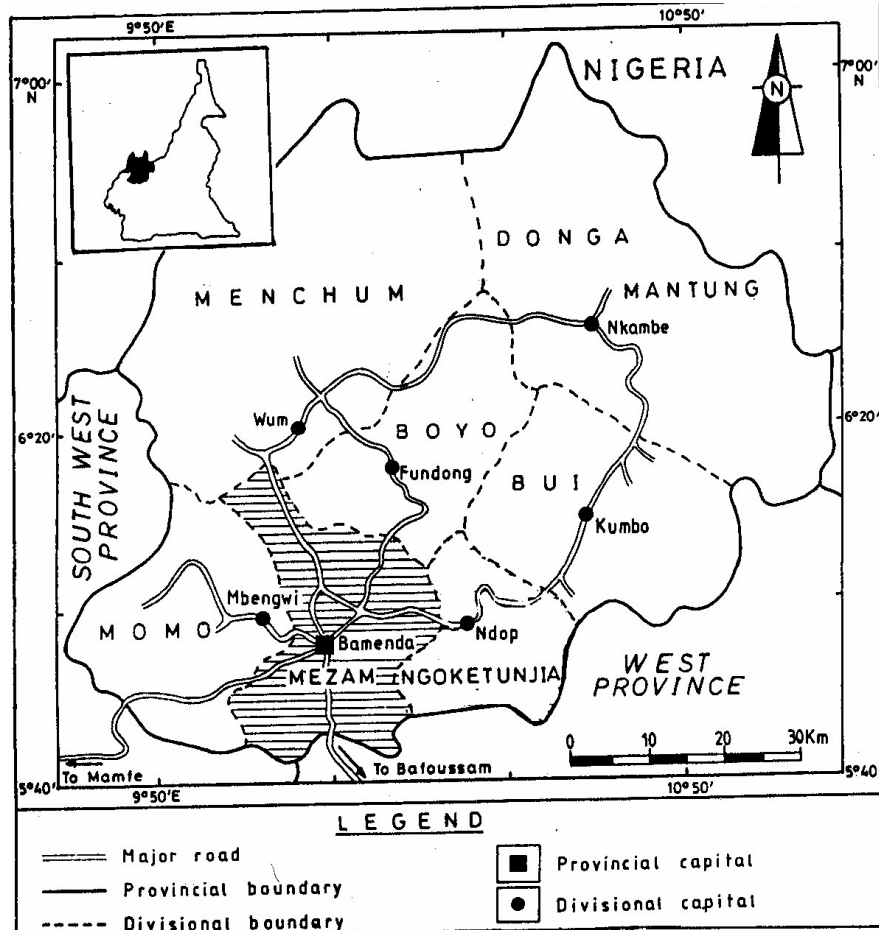 9°50'E
10°50'
7°00'
N
7°00'
N
NIGERIA
N
DONGA
MENCHUM
MANTUNG
Nkambe
6°20'
6°20'
Wum
BOYO
Fundong
BUI
SOUTH WEST
PROVINCE
Kumbo
Mbengwi
MOMO
Ndop
Bamenda
WEST
PROVINCE
MEZAM
NGOKETUNJIA
0 10 20 30Km
To Mamfe
To Bafoussam
5°40'
5°40'
9°50'E
10°50'
LEGEND
Major road
Provincial capital
Provincial boundary
Divisional capital
Divisional boundary